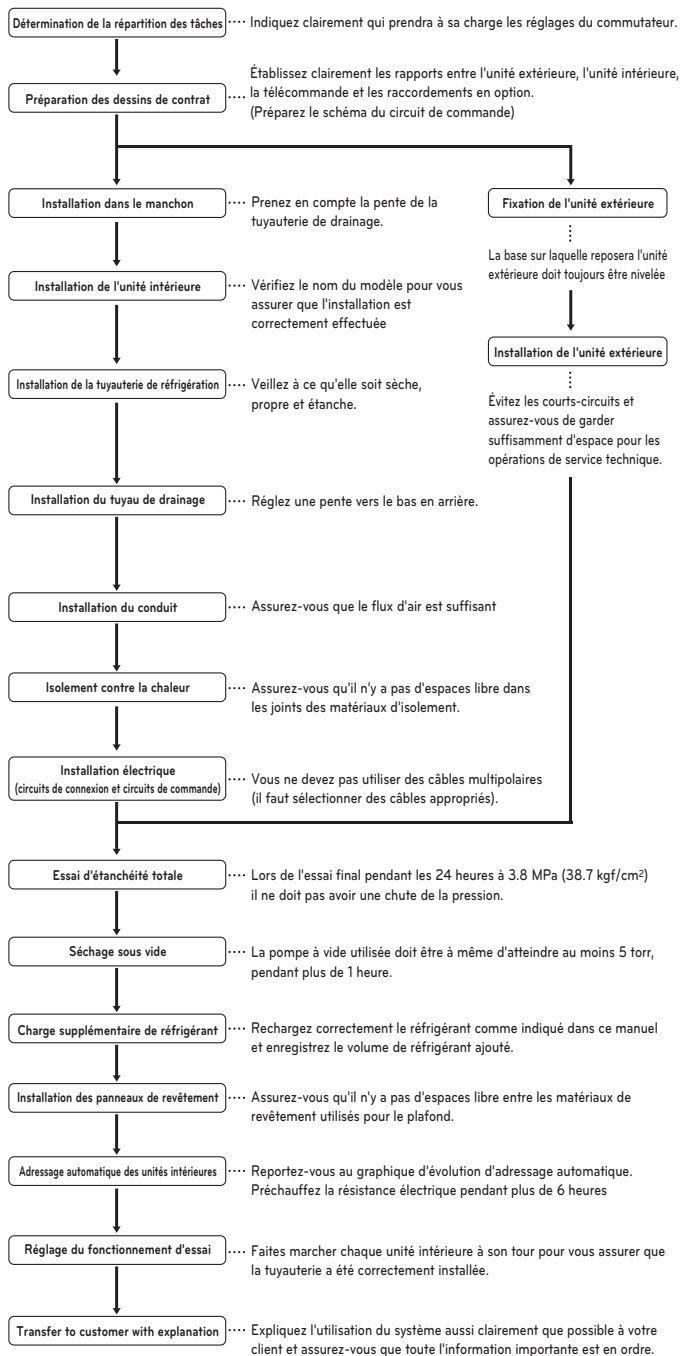 Détermination de la répartition des tâches
···· Indiquez clairement qui prendra à sa charge les réglages du commutateur.
Préparation des dessins de contrat
···· Établissez clairement les rapports entre l'unité extérieure, l'unité intérieure,
la télécommande et les raccordements en option.
(Préparez le schéma du circuit de commande)
Installation dans le manchon
···· Prenez en compte la pente de la
tuyauterie de drainage.
Installation de l'unité intérieure
···· Vérifiez le nom du modèle pour vous
assurer que l'installation est
correctement effectuée
Installation de la tuyauterie de réfrigération
···· Veillez à ce qu'elle soit sèche,
propre et étanche.
Installation du tuyau de drainage
···· Réglez une pente vers le bas en arrière.
Installation du conduit
···· Assurez-vous que le flux d'air est suffisant
Isolement contre la chaleur
···· Assurez-vous qu'il n'y a pas d'espaces libre dans
les joints des matériaux d'isolement.
Installation électrique
(circuits de connexion et circuits de commande)
···· Vous ne devez pas utiliser des câbles multipolaires
(il faut sélectionner des câbles appropriés).
Fixation de l'unité extérieure
La base sur laquelle reposera l'unité
extérieure doit toujours être nivelée
Installation de l'unité extérieure
Évitez les courts-circuits et
assurez-vous de garder
suffisamment d'espace pour les
opérations de service technique.
Essai d'étanchéité totale
···· Lors de l'essai final pendant les 24 heures à 3.8 MPa (38.7 kgf/cm²)
il ne doit pas avoir une chute de la pression.
Séchage sous vide
···· La pompe à vide utilisée doit être à même d'atteindre au moins 5 torr,
pendant plus de 1 heure.
Charge supplémentaire de réfrigérant
···· Rechargez correctement le réfrigérant comme indiqué dans ce manuel
et enregistrez le volume de réfrigérant ajouté.
Installation des panneaux de revêtement
···· Assurez-vous qu'il n'y a pas d'espaces libre entre les matériaux de
revêtement utilisés pour le plafond.
Adressage automatique des unités intérieures
···· Reportez-vous au graphique d'évolution d'adressage automatique.
Préchauffez la résistance électrique pendant plus de 6 heures
Réglage du fonctionnement d'essai
···· Faites marcher chaque unité intérieure à son tour pour vous assurer que
la tuyauterie a été correctement installée.
Transfer to customer with explanation
···· Expliquez l'utilisation du système aussi clairement que possible à votre
client et assurez-vous que toute l'information importante est en ordre.